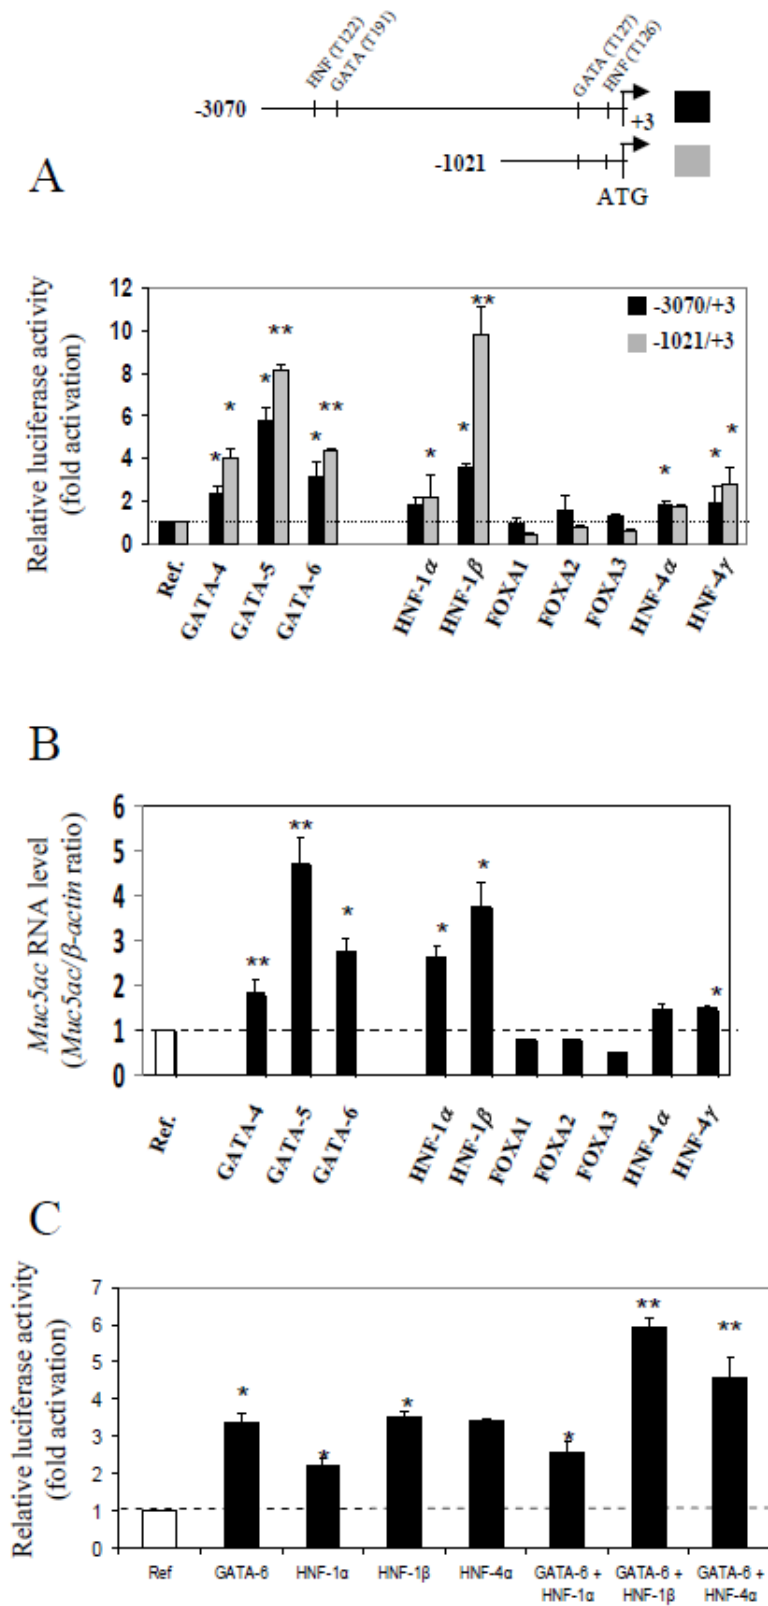 HNF (T122)
GATA (T191)
GATA (T127)
HNF (T126)
-3070
+3
-1021
A
ATG
Relative luciferase activity
(fold activation)
12
10
8
6
4
2
0
-3070/+3
-1021/+3
*
*
*
**
*
**
*
*
**
*
*
*
Ref.
GATA-4
GATA-5
GATA-6
HNF-1α
HNF-1β
FOXA1
FOXA2
FOXA3
HNF-4α
HNF-4γ
B
Muc5ac RNA level
(Muc5ac/β-actin ratio)
6
5
4
3
2
1
0
**
**
*
*
*
*
Ref.
GATA-4
GATA-5
GATA-6
HNF-1α
HNF-1β
FOXA1
FOXA2
FOXA3
HNF-4α
HNF-4γ
C
Relative luciferase activity
(fold activation)
7
6
5
4
3
2
1
0
*
*
*
*
**
**
Ref
GATA-6
HNF-1α
HNF-1β
HNF-4α
GATA-6 +
HNF-1α
GATA-6 +
HNF-1β
GATA-6 +
HNF-4α